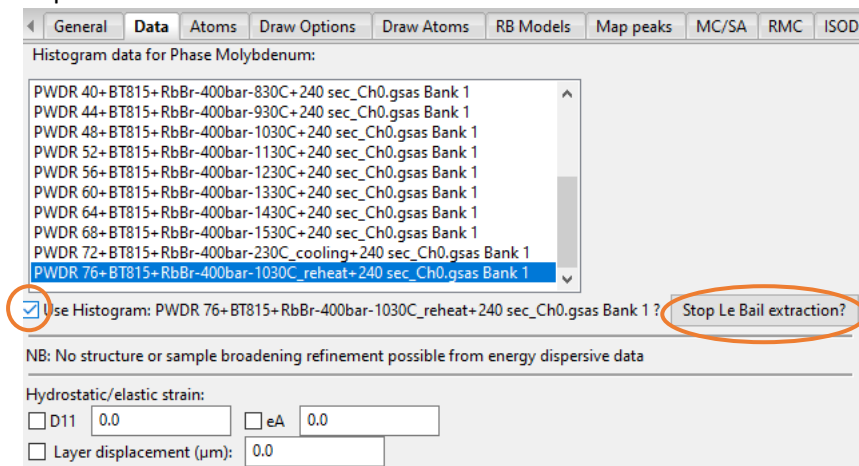 General Data Atoms Draw Options Draw Atoms RB Models Map peaks MC/SA RMC ISOD
Histogram data for Phase Molybdenum:
PWDR 40+BT815+RbBr-400bar-830C+240 sec_Ch0.gsas Bank 1
PWDR 44+BT815+RbBr-400bar-930C+240 sec_Ch0.gsas Bank 1
PWDR 48+BT815+RbBr-400bar-1030C+240 sec_Ch0.gsas Bank 1
PWDR 52+BT815+RbBr-400bar-1130C+240 sec_Ch0.gsas Bank 1
PWDR 56+BT815+RbBr-400bar-1230C+240 sec_Ch0.gsas Bank 1
PWDR 60+BT815+RbBr-400bar-1330C+240 sec_Ch0.gsas Bank 1
PWDR 64+BT815+RbBr-400bar-1430C+240 sec_Ch0.gsas Bank 1
PWDR 68+BT815+RbBr-400bar-1530C+240 sec_Ch0.gsas Bank 1
PWDR 72+BT815+RbBr-400bar-230C_cooling+240 sec_Ch0.gsas Bank 1
PWDR 76+BT815+RbBr-400bar-1030C_reheat+240 sec_Ch0.gsas Bank 1
Use Histogram: PWDR 76+BT815+RbBr-400bar-1030C_reheat+240 sec_Ch0.gsas Bank 1 ? Stop Le Bail extraction?
NB: No structure or sample broadening refinement possible from energy dispersive data
Hydrostatic/elastic strain:
D11 0.0 eA 0.0
Layer displacement (μm): 0.0